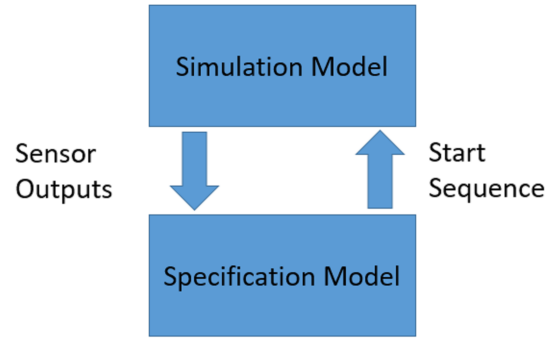 Simulation Model
Sensor
Outputs
Start
Sequence
Specification Model